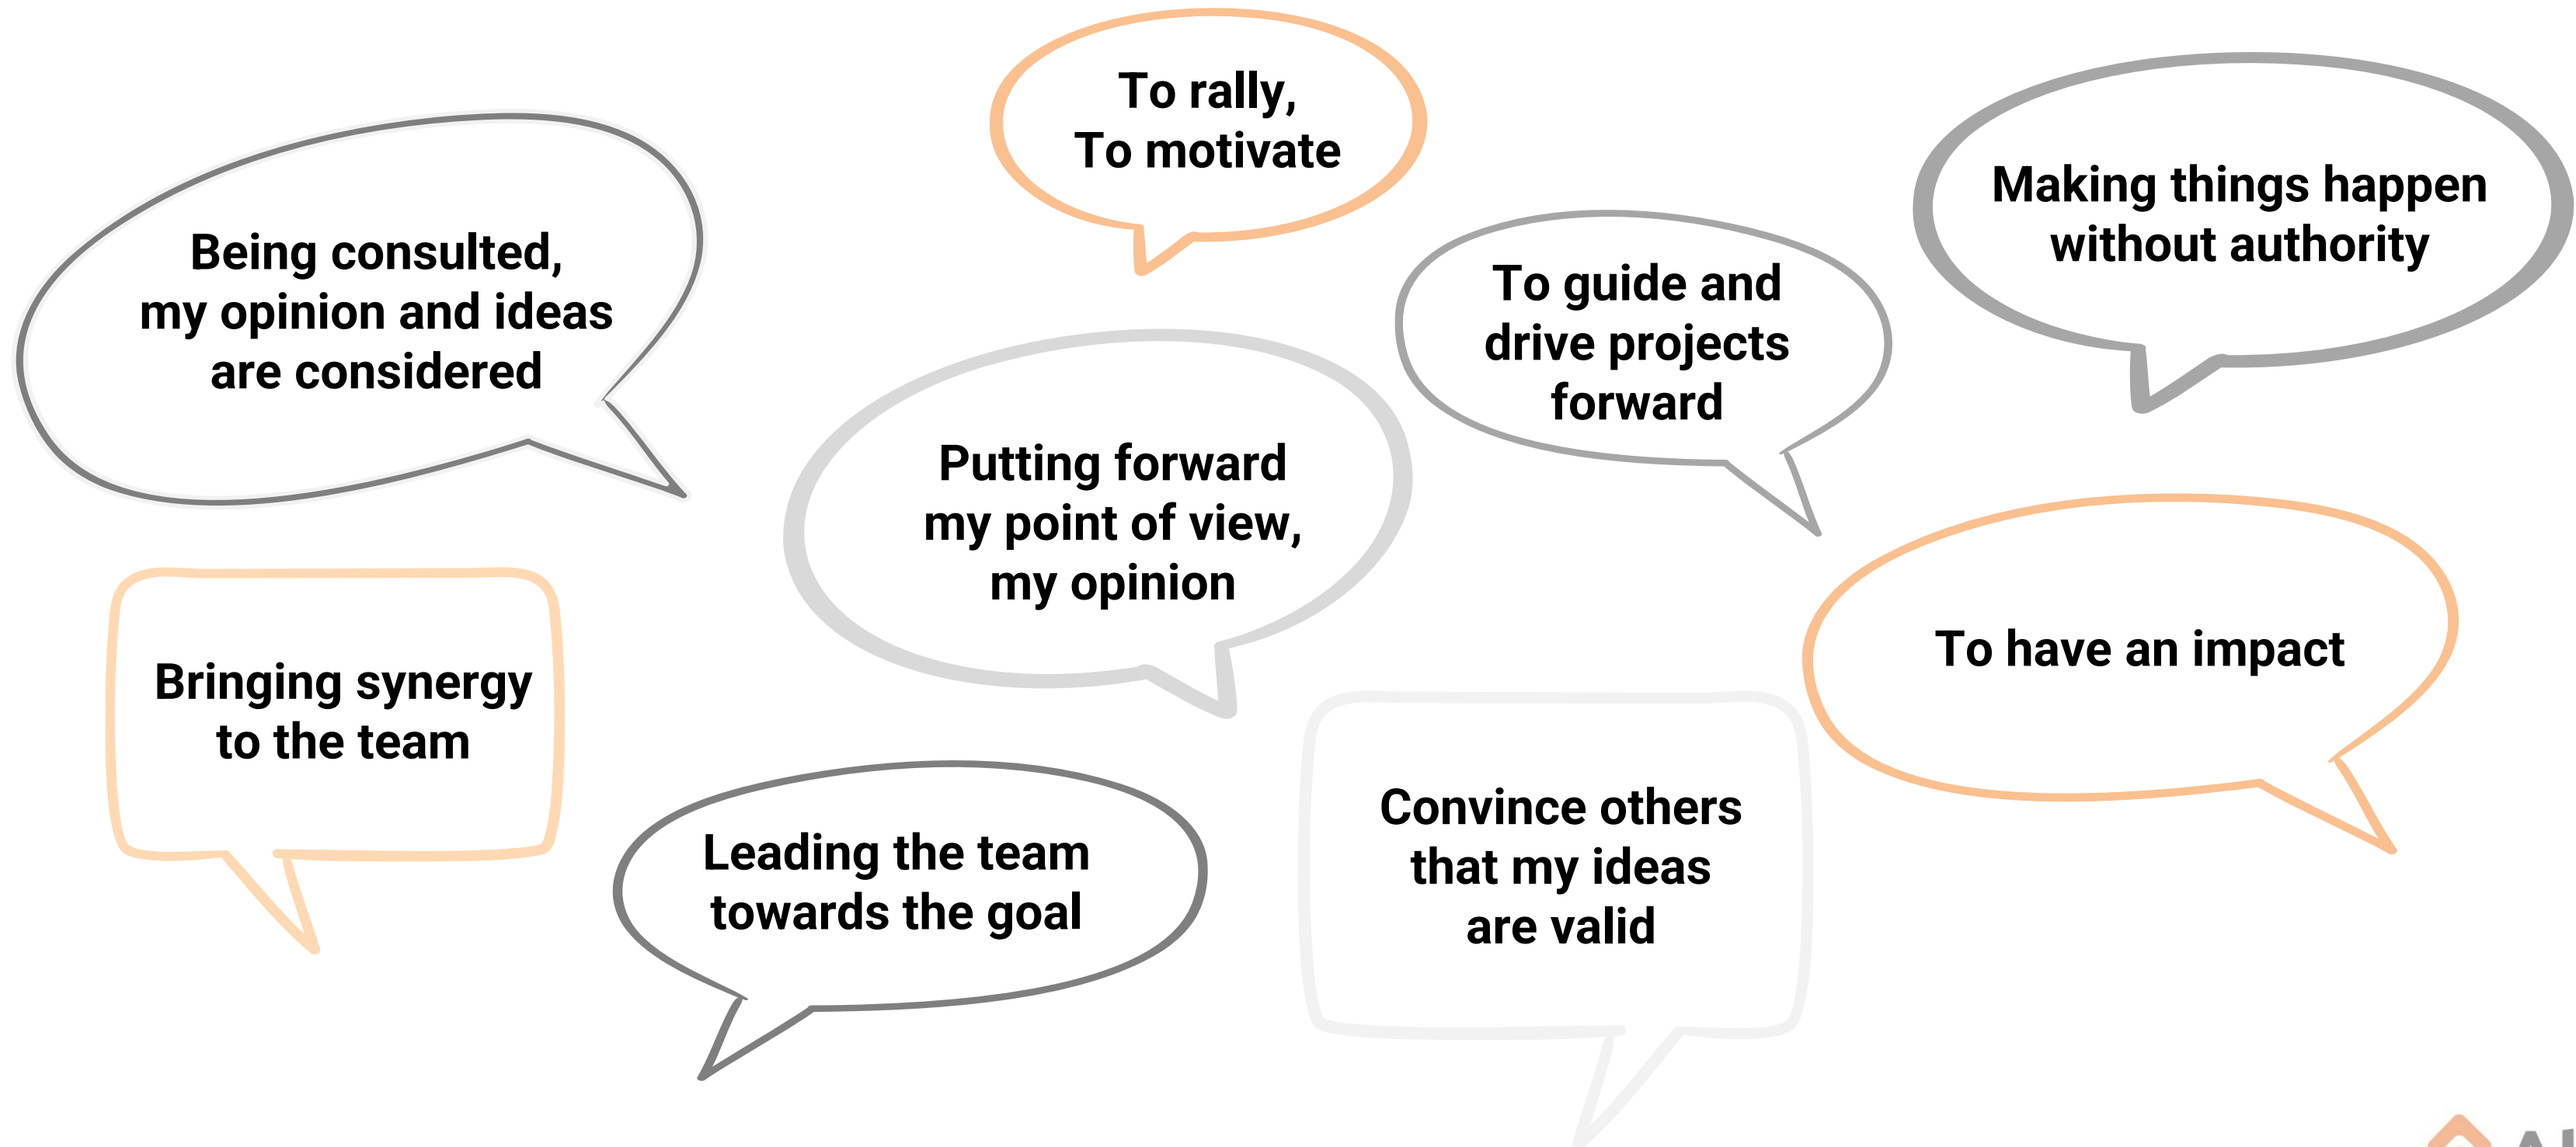 To rally,
To motivate
Making things happen
without authority
Being consulted,
my opinion and ideas
are considered
To guide and
drive projects
forward
Putting forward
my point of view,
my opinion
Bringing synergy
to the team
To have an impact
Leading the team
towards the goal
Convince others
that my ideas
are valid